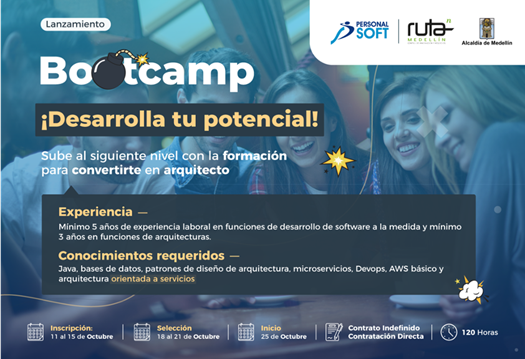 Lanzamiento
PERSONAL
SOFT
ruta n
MEDELLÍN
Alcaldía de Medellín
Bootcamp
¡Desarrolla tu potencial!
Sube al siguiente nivel con la formación
para convertirte en arquitecto
Experiencia —
Mínimo 5 años de experiencia laboral en funciones de desarrollo de software a la medida y mínimo
3 años en funciones de arquitecturas.
Conocimientos requeridos —
Java, bases de datos, patrones de diseño de arquitectura, microservicios, Devops, AWS básico y
arquitectura orientada a servicios
Inscripción:
11 al 15 de Octubre
Selección
18 al 21 de Octubre
Inicio
25 de Octubre
Contrato Indefinido
Contratación Directa
120 Horas